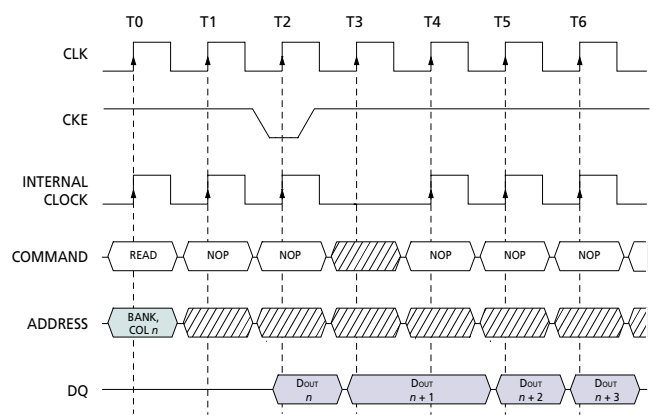 T0 T1 T2 T3 T4 T5 T6
CLK
CKE
INTERNAL
CLOCK
COMMAND READ NOP NOP NOP NOP NOP
ADDRESS BANK,
COL n
DQ DOUT n DOUT n + 1 DOUT n + 2 DOUT n + 3